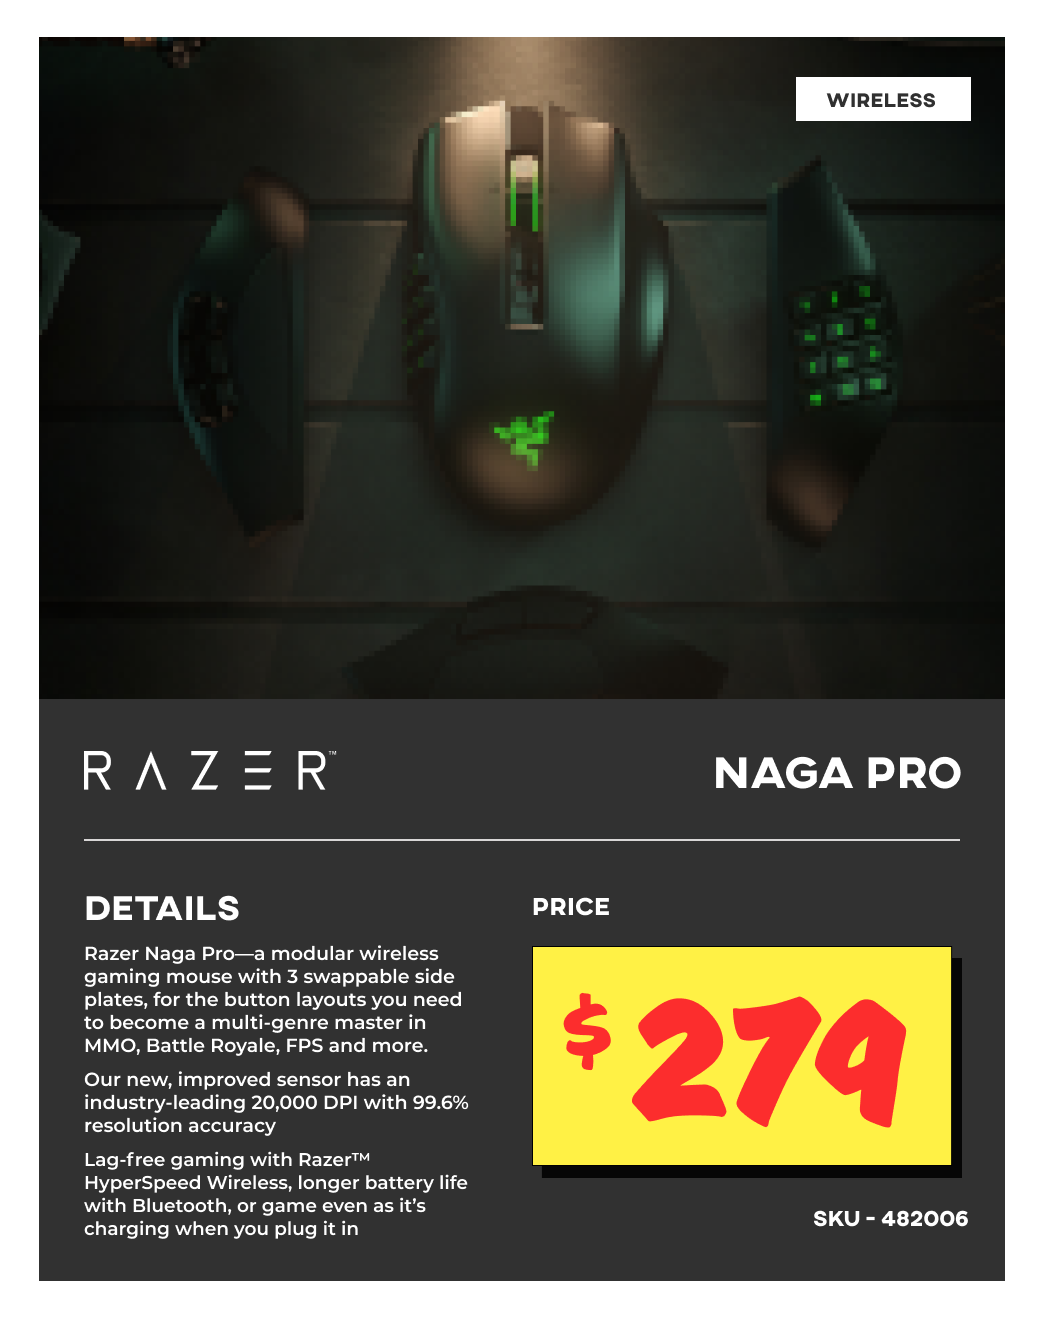 WIRELESS
RAZER™
NAGA PRO
DETAILS
Razer Naga Pro—a modular wireless
gaming mouse with 3 swappable side
plates, for the button layouts you need
to become a multi-genre master in
MMO, Battle Royale, FPS and more.
Our new, improved sensor has an
industry-leading 20,000 DPI with 99.6%
resolution accuracy
Lag-free gaming with Razer™
HyperSpeed Wireless, longer battery life
with Bluetooth, or game even as it’s
charging when you plug it in
PRICE
$279
SKU - 482006